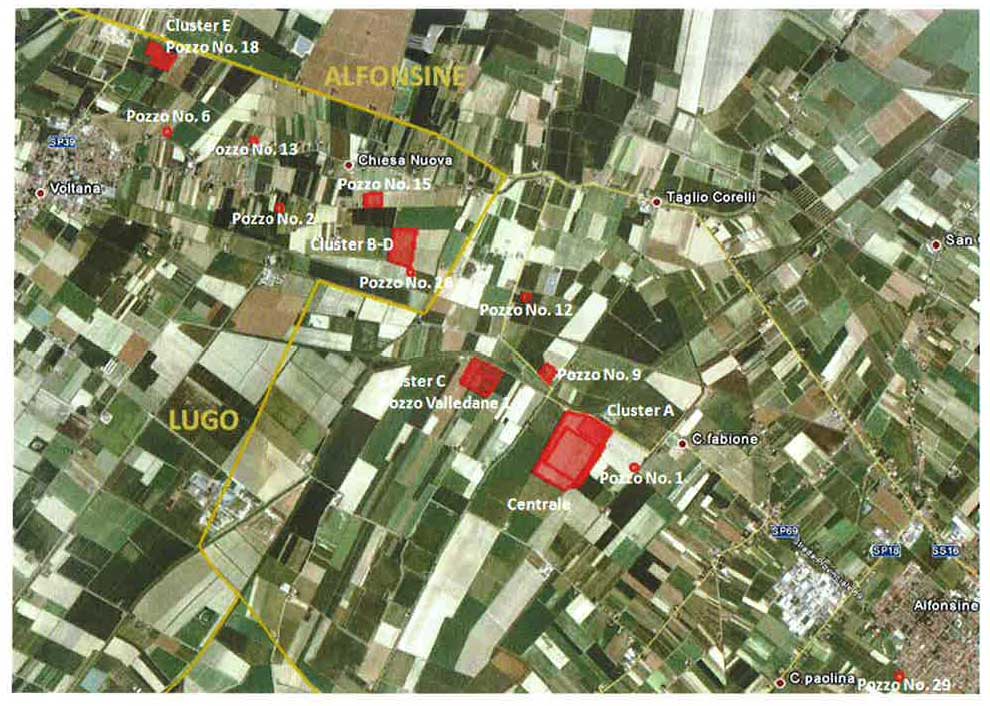 Cluster E
Pozzo No. 18
ALFONSINE
Pozzo No. 6
SP39
Pozzo No. 13
Chiesa Nuova
Voltana
Pozzo No. 15
Taglio Corelli
Pozzo No. 2
Cluster B-D
San
Pozzo No.
Pozzo No. 12
Cluster C
Pozzo No. 9
Pozzo Valledane 1
Cluster A
LUGO
C.fabione
Pozzo No. 1
Centrale
SP69
SP18
SS16
Alfonsine
C.paolina
Pozzo No. 29